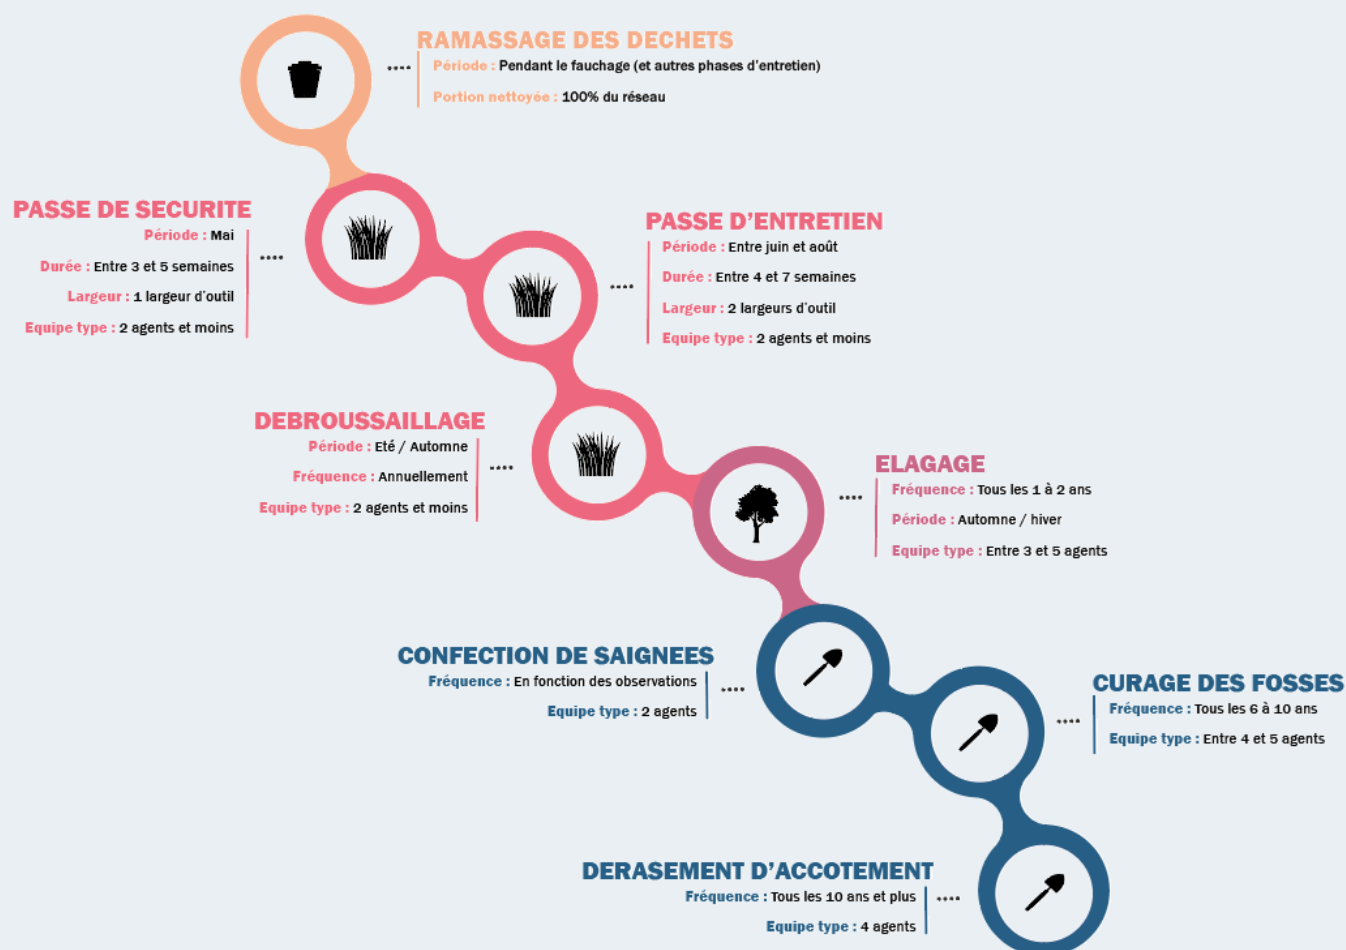 RAMASSAGE DES DECHETS
Période : Pendant le fauchage (et autres phases d'entretien)
Portion nettoyée : 100% du réseau
PASSE DE SECURITE
Période : Mai
Durée : Entre 3 et 5 semaines
Largeur : 1 largeur d'outil
Equipe type : 2 agents et moins
PASSE D'ENTRETIEN
Période : Entre juin et août
Durée : Entre 4 et 7 semaines
Largeur : 2 largeurs d'outil
Equipe type : 2 agents et moins
DEBROUSSAILLAGE
Période : Eté / Automne
Fréquence : Annuellement
Equipe type : 2 agents et moins
ELAGAGE
Fréquence : Tous les 1 à 2 ans
Période : Automne / hiver
Equipe type : Entre 3 et 5 agents
CONFECTION DE SAIGNEES
Fréquence : En fonction des observations
Equipe type : 2 agents
CURAGE DES FOSSES
Fréquence : Tous les 6 à 10 ans
Equipe type : Entre 4 et 5 agents
DERASEMENT D'ACCOTEMENT
Fréquence : Tous les 10 ans et plus
Equipe type : 4 agents